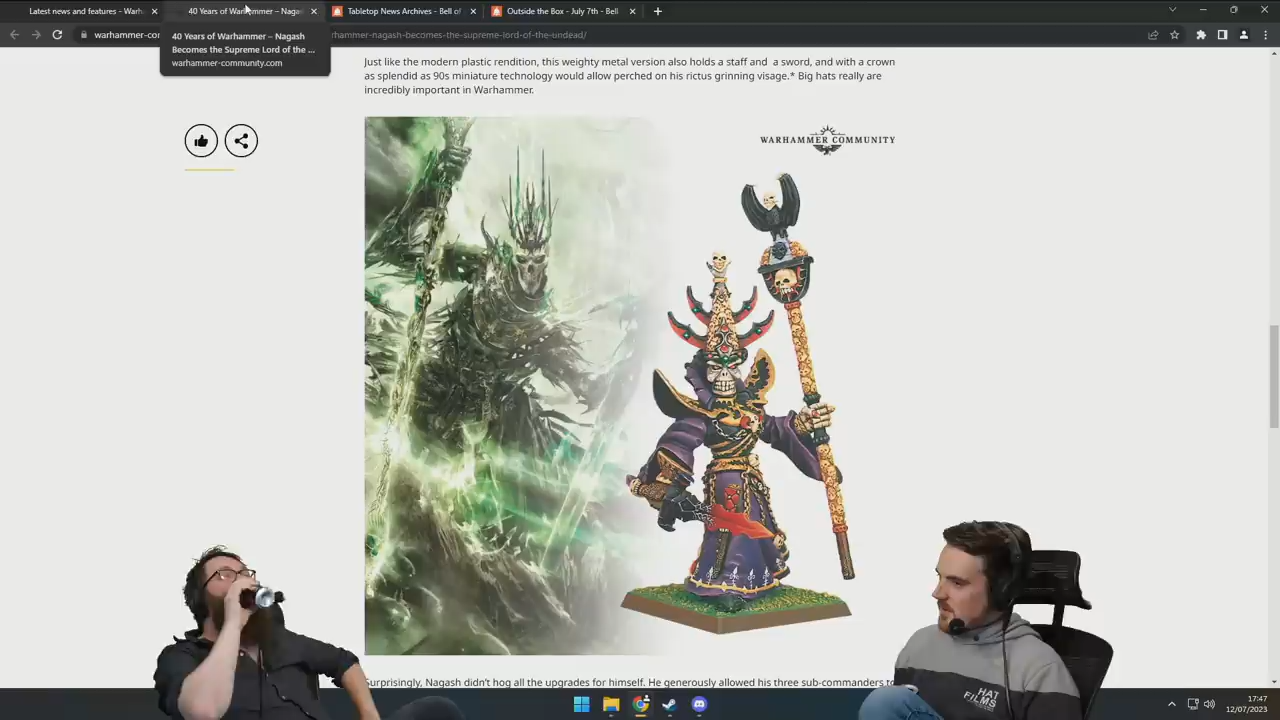 Latest news and features - Warh
40 Years of Warhammer – Nagas
Tabletop News Archives - Bell of
Outside the Box - July 7th - Bell
warhammer-co
arhammer-nagash-becomes-the-supreme-lord-of-the-undead/
40 Years of Warhammer – Nagash
Becomes the Supreme Lord of the ...
warhammer-community.com
Just like the modern plastic rendition, this weighty metal version also holds a staff and a sword, and with a crown
as splendid as 90s miniature technology would allow perched on his rictus grinning visage.* Big hats really are
incredibly important in Warhammer.
WARHAMMER COMMUNITY
Surprisingly, Nagash didn't hog all the upgrades for himself. He generously allowed his three sub-commanders to
HAT
FILMS
17:47
12/07/2023